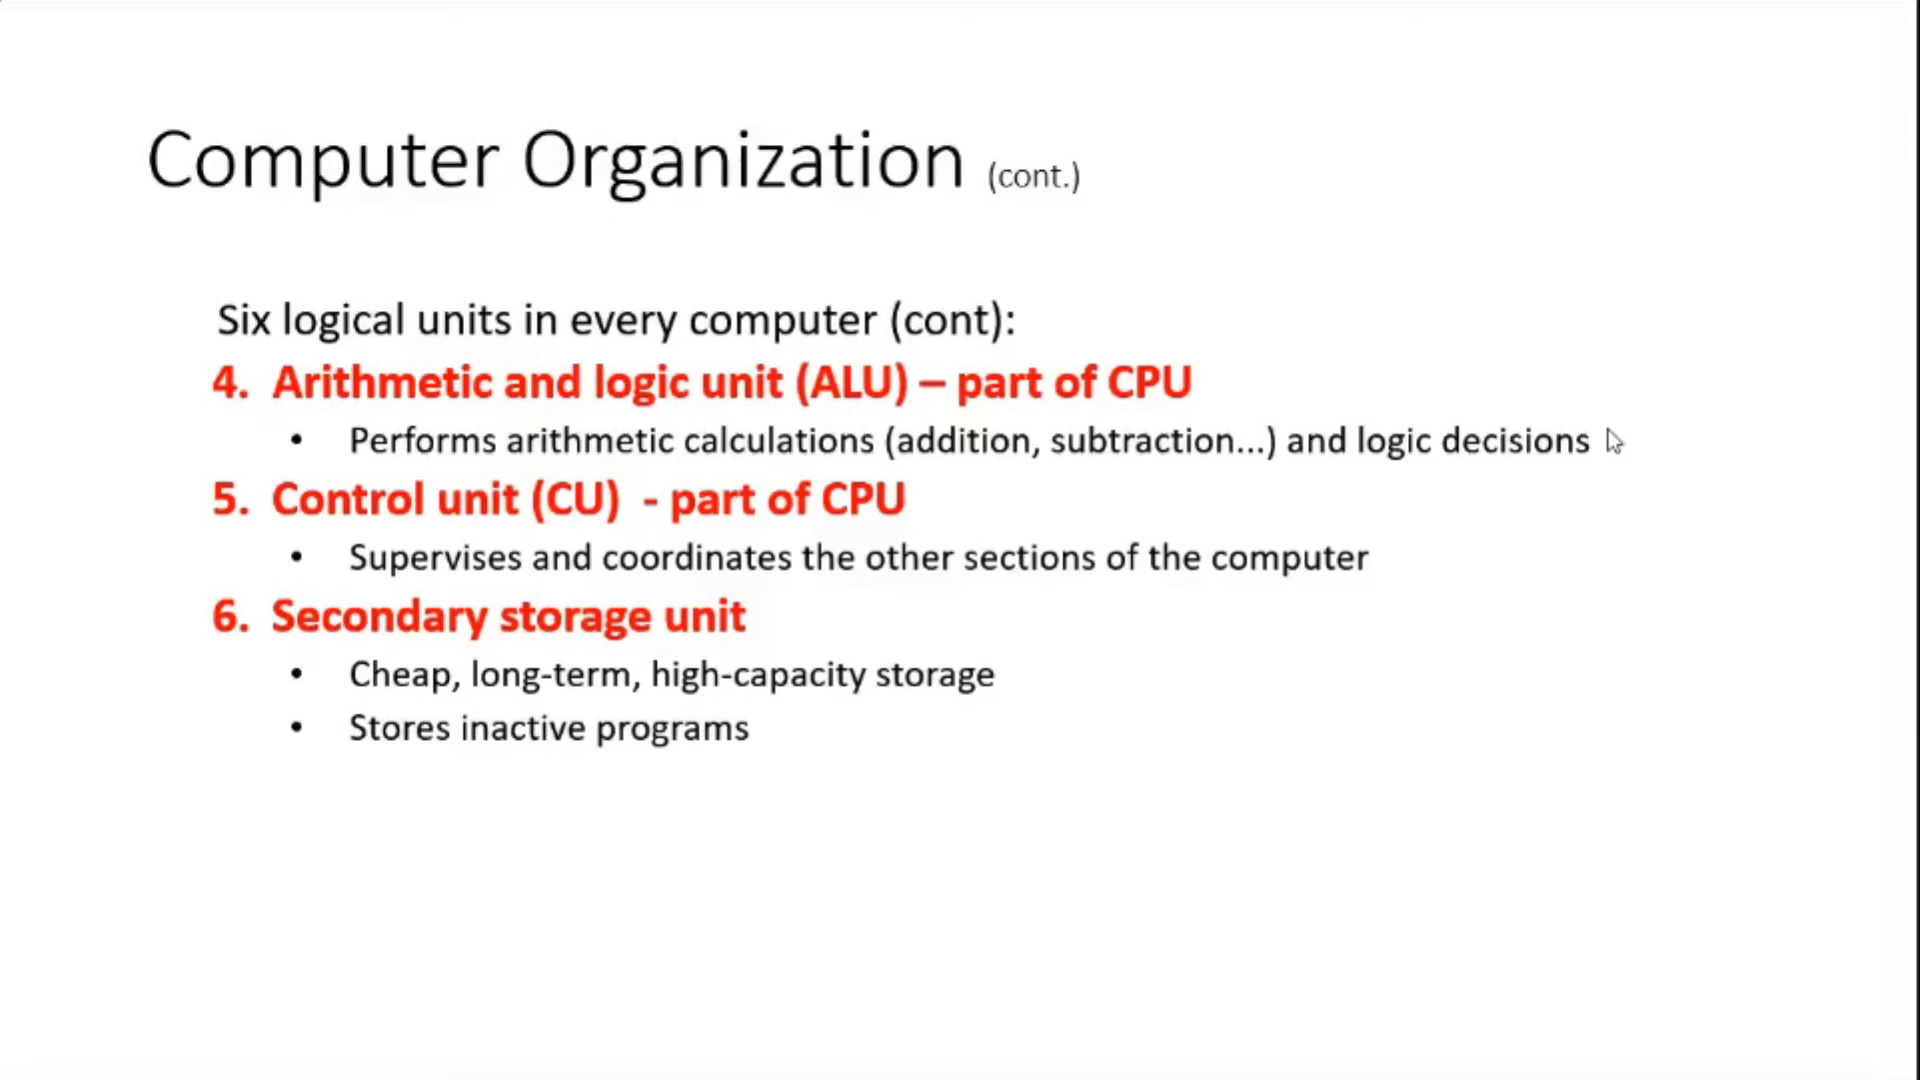 Computer Organization (cont.)
Six logical units in every computer (cont):
4. Arithmetic and logic unit (ALU) – part of CPU
• Performs arithmetic calculations (addition, subtraction...) and logic decisions
5. Control unit (CU)  - part of CPU
• Supervises and coordinates the other sections of the computer
6. Secondary storage unit
• Cheap, long-term, high-capacity storage
• Stores inactive programs